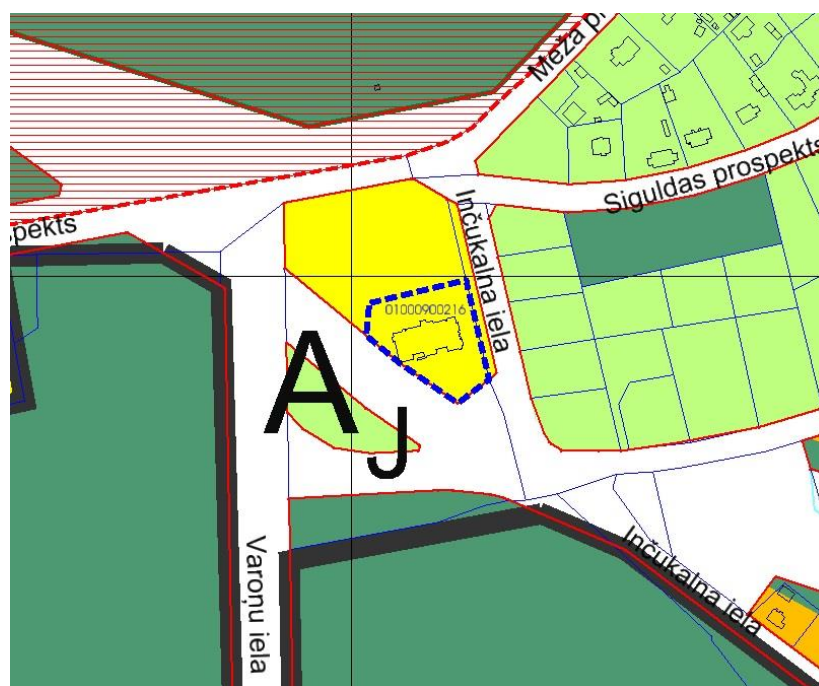 Meža pr
Siguldas prospekts
spekts
Inčukalna iela
01000900216
A
J
Inčukalna iela
Varoņu iela